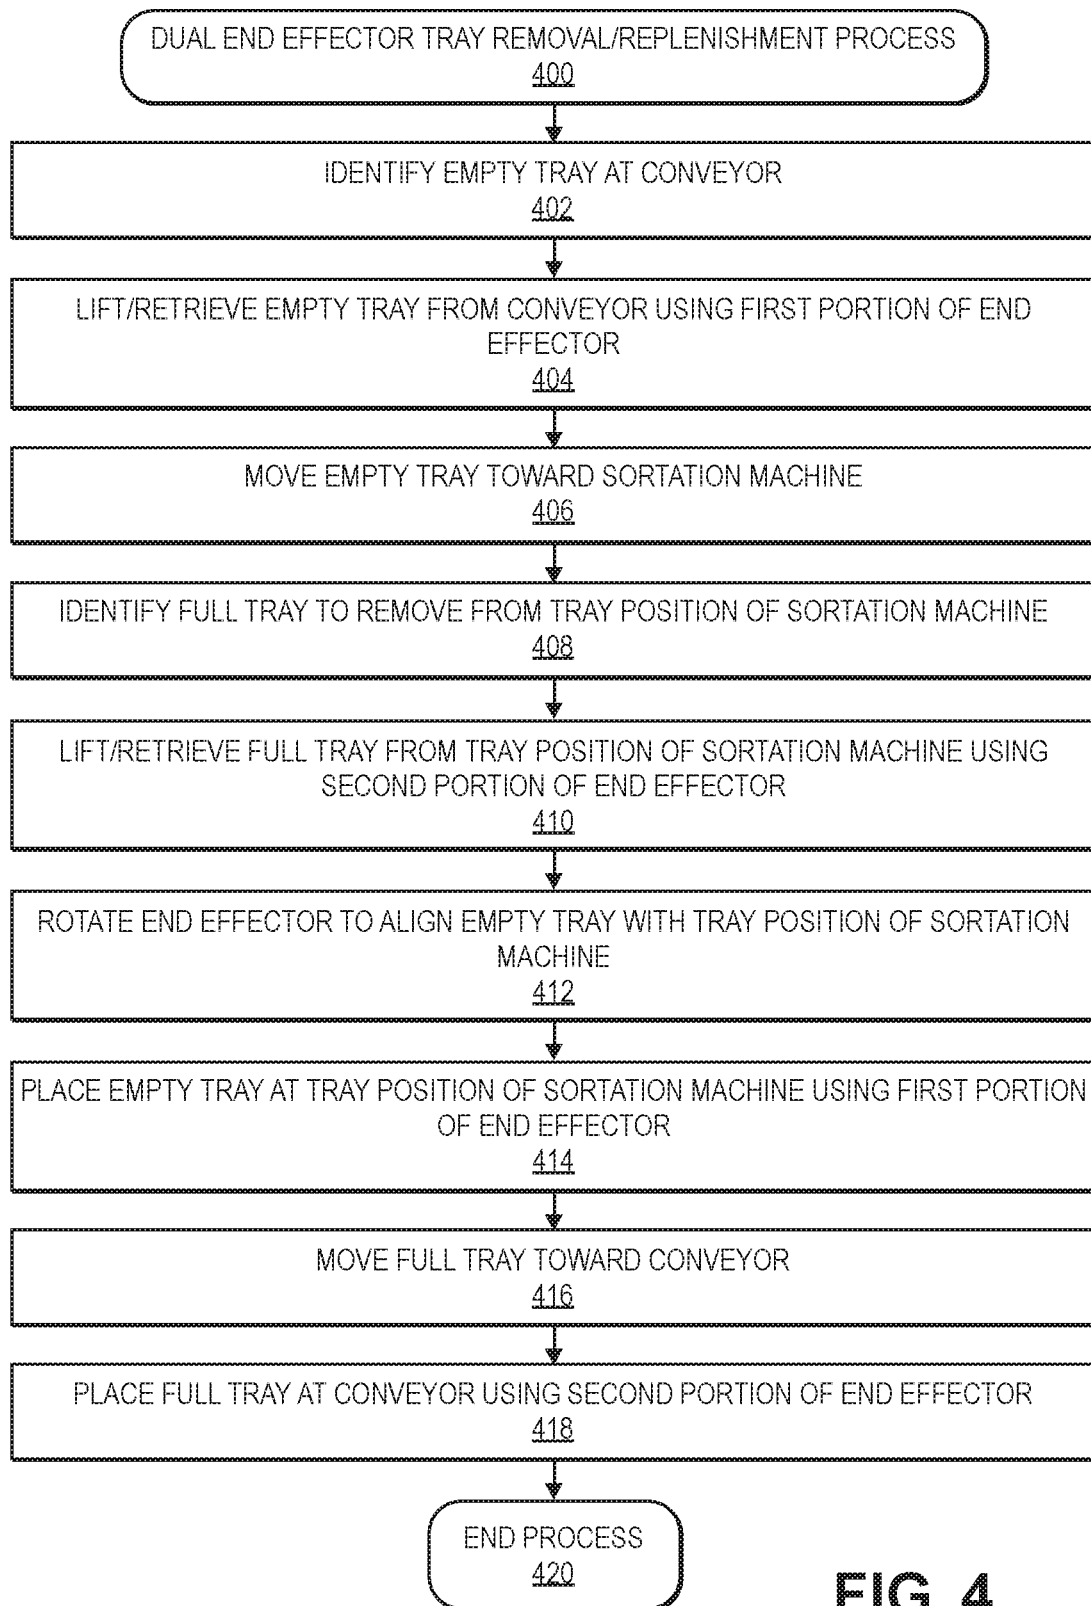 DUAL END EFFECTOR TRAY REMOVAL/REPLENISHMENT PROCESS
400
IDENTIFY EMPTY TRAY AT CONVEYOR
402
LIFT/RETRIEVE EMPTY TRAY FROM CONVEYOR USING FIRST PORTION OF END
EFFECTOR
404
MOVE EMPTY TRAY TOWARD SORTATION MACHINE
406
IDENTIFY FULL TRAY TO REMOVE FROM TRAY POSITION OF SORTATION MACHINE
408
LIFT/RETRIEVE FULL TRAY FROM TRAY POSITION OF SORTATION MACHINE USING
SECOND PORTION OF END EFFECTOR
410
ROTATE END EFFECTOR TO ALIGN EMPTY TRAY WITH TRAY POSITION OF SORTATION
MACHINE
412
PLACE EMPTY TRAY AT TRAY POSITION OF SORTATION MACHINE USING FIRST PORTION
OF END EFFECTOR
414
MOVE FULL TRAY TOWARD CONVEYOR
416
PLACE FULL TRAY AT CONVEYOR USING SECOND PORTION OF END EFFECTOR
418
END PROCESS
420
FIG. 4